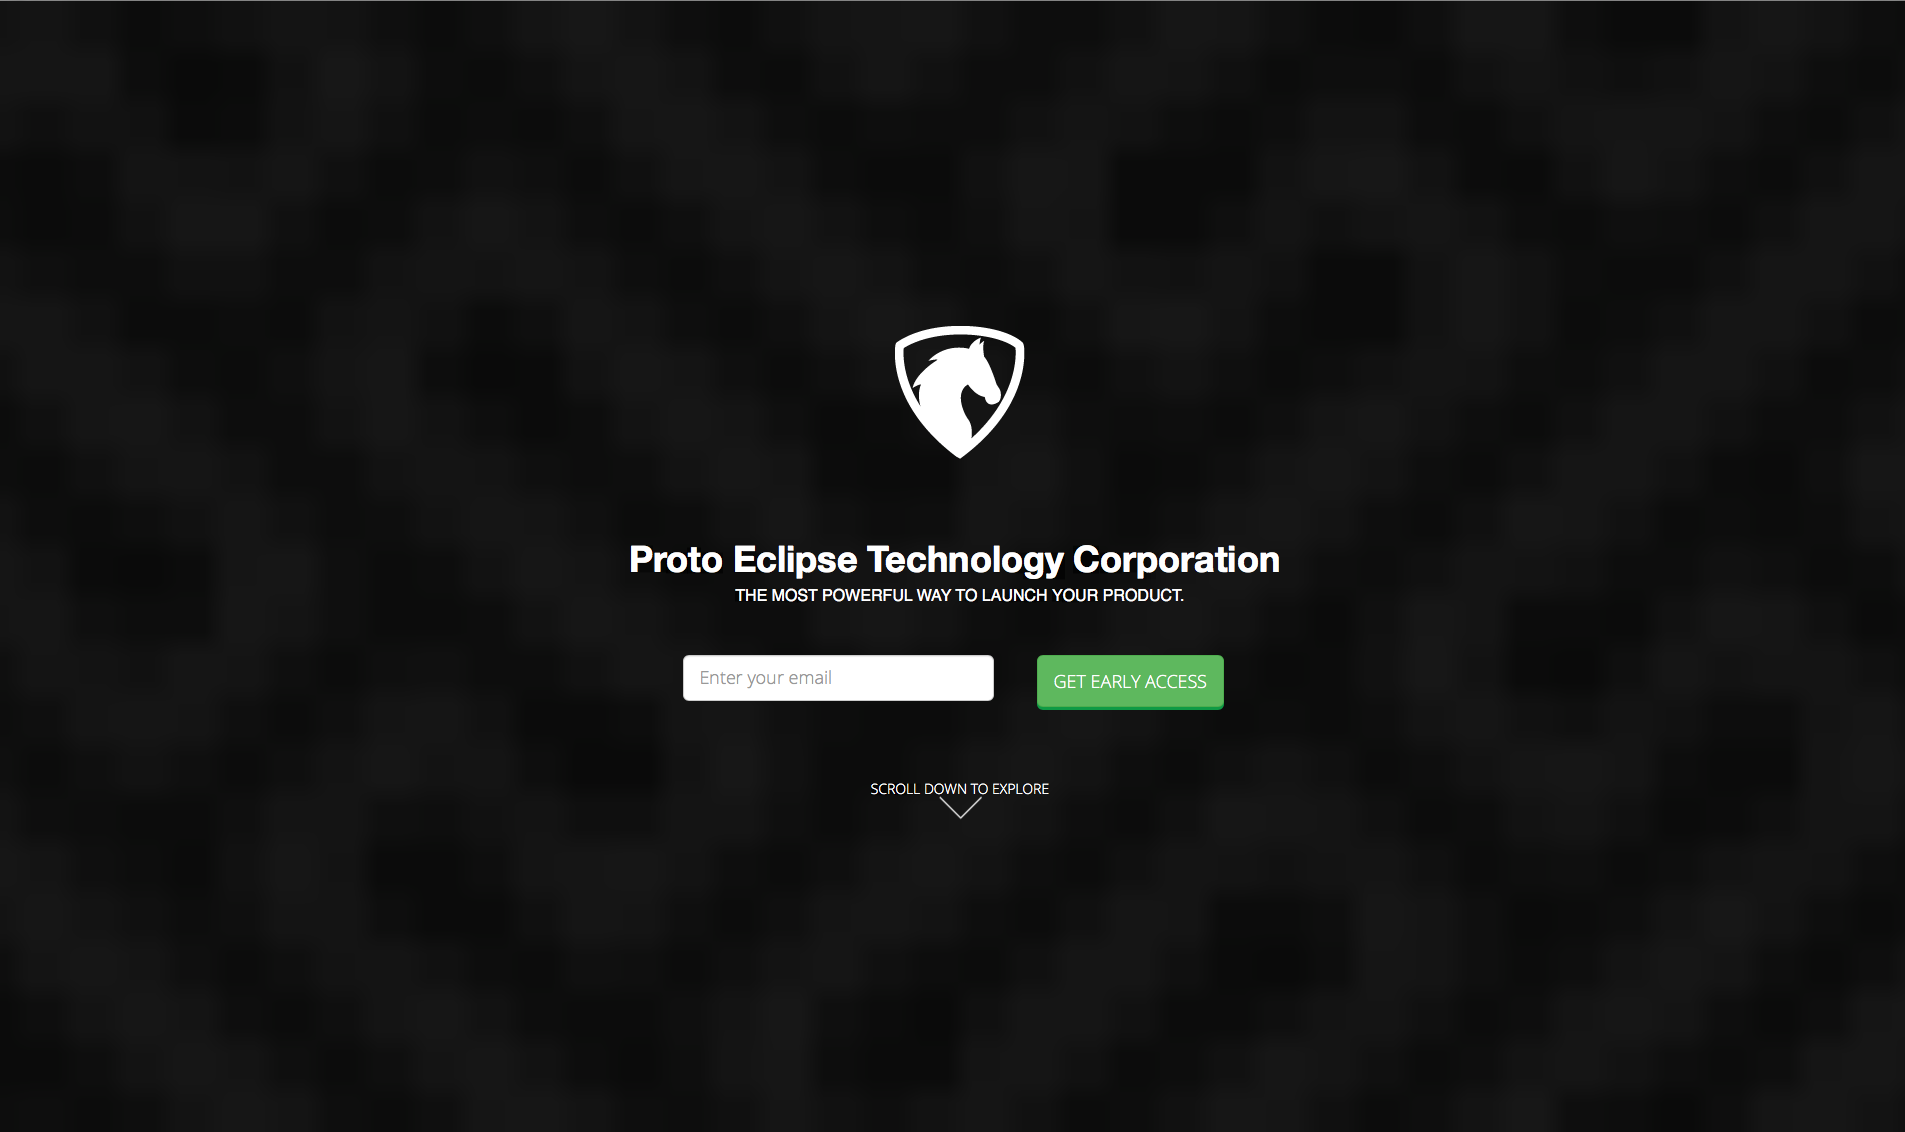 Proto Eclipse Technology Corporation
THE MOST POWERFUL WAY TO LAUNCH YOUR PRODUCT.
Enter your email
GET EARLY ACCESS
SCROLL DOWN TO EXPLORE